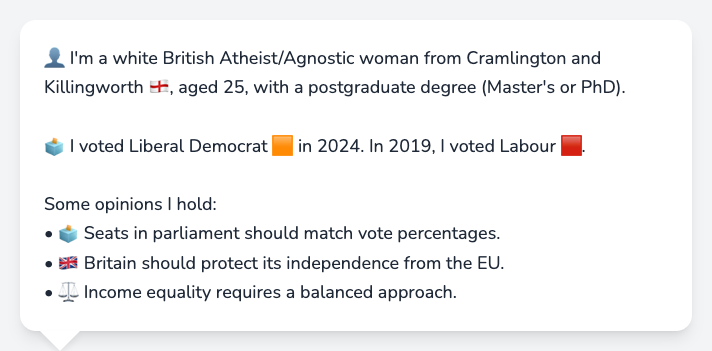 👤 I'm a white British Atheist/Agnostic woman from Cramlington and
Killingworth 🏴󠁧󠁢󠁥󠁮󠁧󠁿, aged 25, with a postgraduate degree (Master's or PhD).
🗳️ I voted Liberal Democrat 🟧 in 2024. In 2019, I voted Labour 🟥.
Some opinions I hold:
• 🗳️ Seats in parliament should match vote percentages.
• 🇬🇧 Britain should protect its independence from the EU.
• ⚖️ Income equality requires a balanced approach.